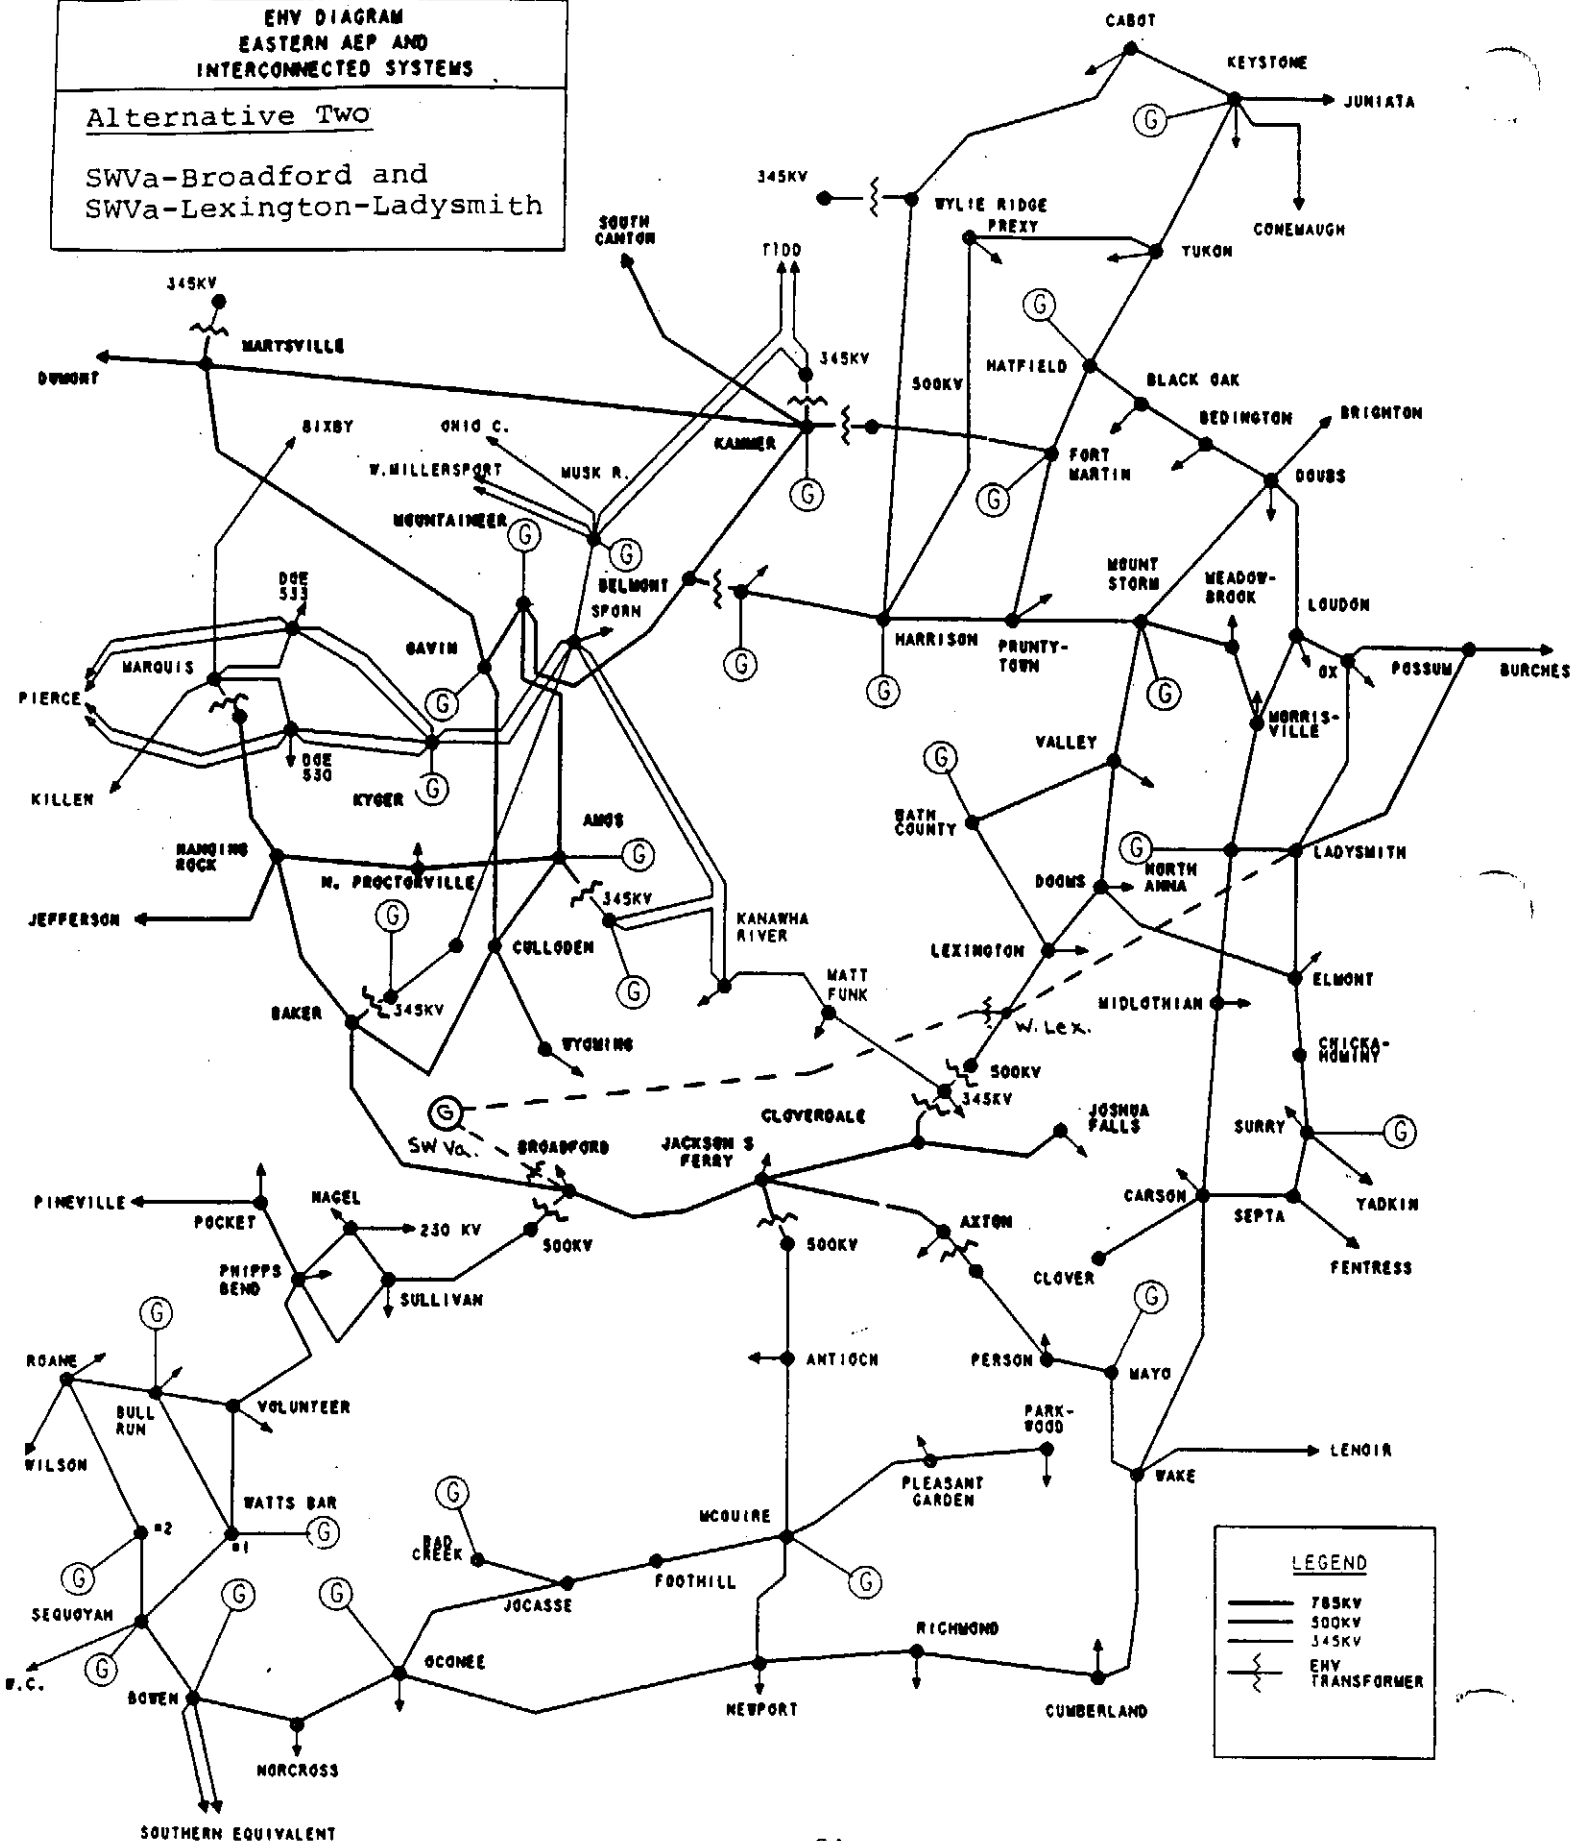 EHV DIAGRAM
EASTERN AEP AND
INTERCONNECTED SYSTEMS
Alternative Two
SWVa-Broadford and
SWVa-Lexington-Ladysmith
CABOT
KEYSTONE
JUNIATA
G
CONEMAUGH
345KV
WYLIE RIDGE
PREXY
YUKON
SOUTH
CANTON
TIDD
345KV
MARYSVILLE
DUMONT
G
HATFIELD
345KV
500KV
BLACK OAK
BEDINGTON
BRIGHTON
DOUBS
BIXBY
OHIO C.
W.MILLERSPORT
MUSK R.
KAMMER
G
FORT
MARTIN
G
MOUNTAINEER
G
G
BELMONT
SPORN
MOUNT
STORM
MEADOW-
BROOK
LOUDON
DOE
533
MARQUIS
PIERCE
GAVIN
G
G
HARRISON
G
PRUNTY-
TOWN
G
OX
POSSUM
BURCHES
MORRIS-
VILLE
DOE
530
KILLEN
KYGER
G
VALLEY
G
BATH
COUNTY
AMOS
G
HANGING
ROCK
N. PROCTORVILLE
345KV
G
NORTH
ANNA
LADYSMITH
DOOMS
JEFFERSON
G
CULLODEN
KANAWHA
RIVER
G
LEXINGTON
ELMONT
MATT
FUNK
MIDLOTHIAN
BAKER
345KV
WYOMING
W. Lex.
CHICKA-
HOMINY
500KV
345KV
G
SW Va.
CLOVERDALE
JOSHUA
FALLS
SURRY
G
BROADFORD
JACKSON S
FERRY
YADKIN
PINEVILLE
POCKET
NAGEL
230 KV
500KV
500KV
AXTON
CARSON
SEPTA
CLOVER
FENTRESS
PHIPPS
BEND
SULLIVAN
G
G
ROANE
BULL
RUN
VOLUNTEER
ANTIOCH
PERSON
MAYO
WILSON
PARK-
WOOD
LENOIR
WAKE
PLEASANT
GARDEN
WATTS BAR
#2
#1
G
G
G
BAD
CREEK
MCGUIRE
FOOTHILL
JOCASSE
G
SEQUOYAH
G
G
G
OCONEE
RICHMOND
W.C.
BOWEN
NEWPORT
CUMBERLAND
NORCROSS
SOUTHERN EQUIVALENT
LEGEND
765KV
500KV
345KV
EHV
TRANSFORMER